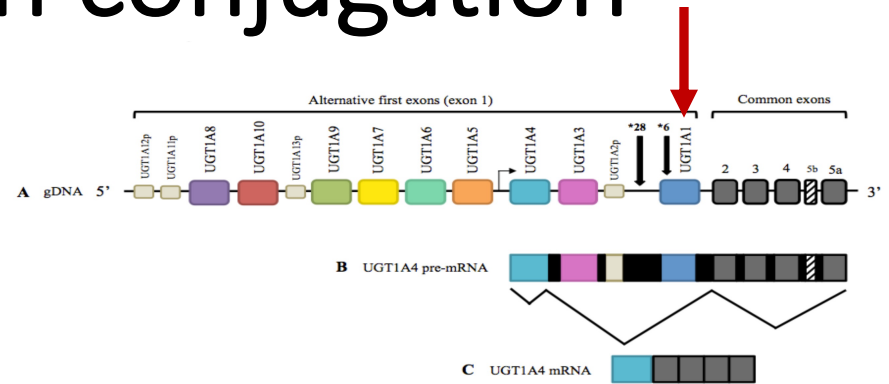 n conjugation
Alternative first exons (exon 1)
Common exons
UGT1A12p
UGT1A11p
UGT1A8
UGT1A10
UGT1A13p
UGT1A9
UGT1A7
UGT1A6
UGT1A5
UGT1A4
UGT1A3
UGT1A2p
*28
*6
UGT1A1
2 3 4 5b 5a
A gDNA 5’ 3’
B UGT1A4 pre-mRNA
C UGT1A4 mRNA